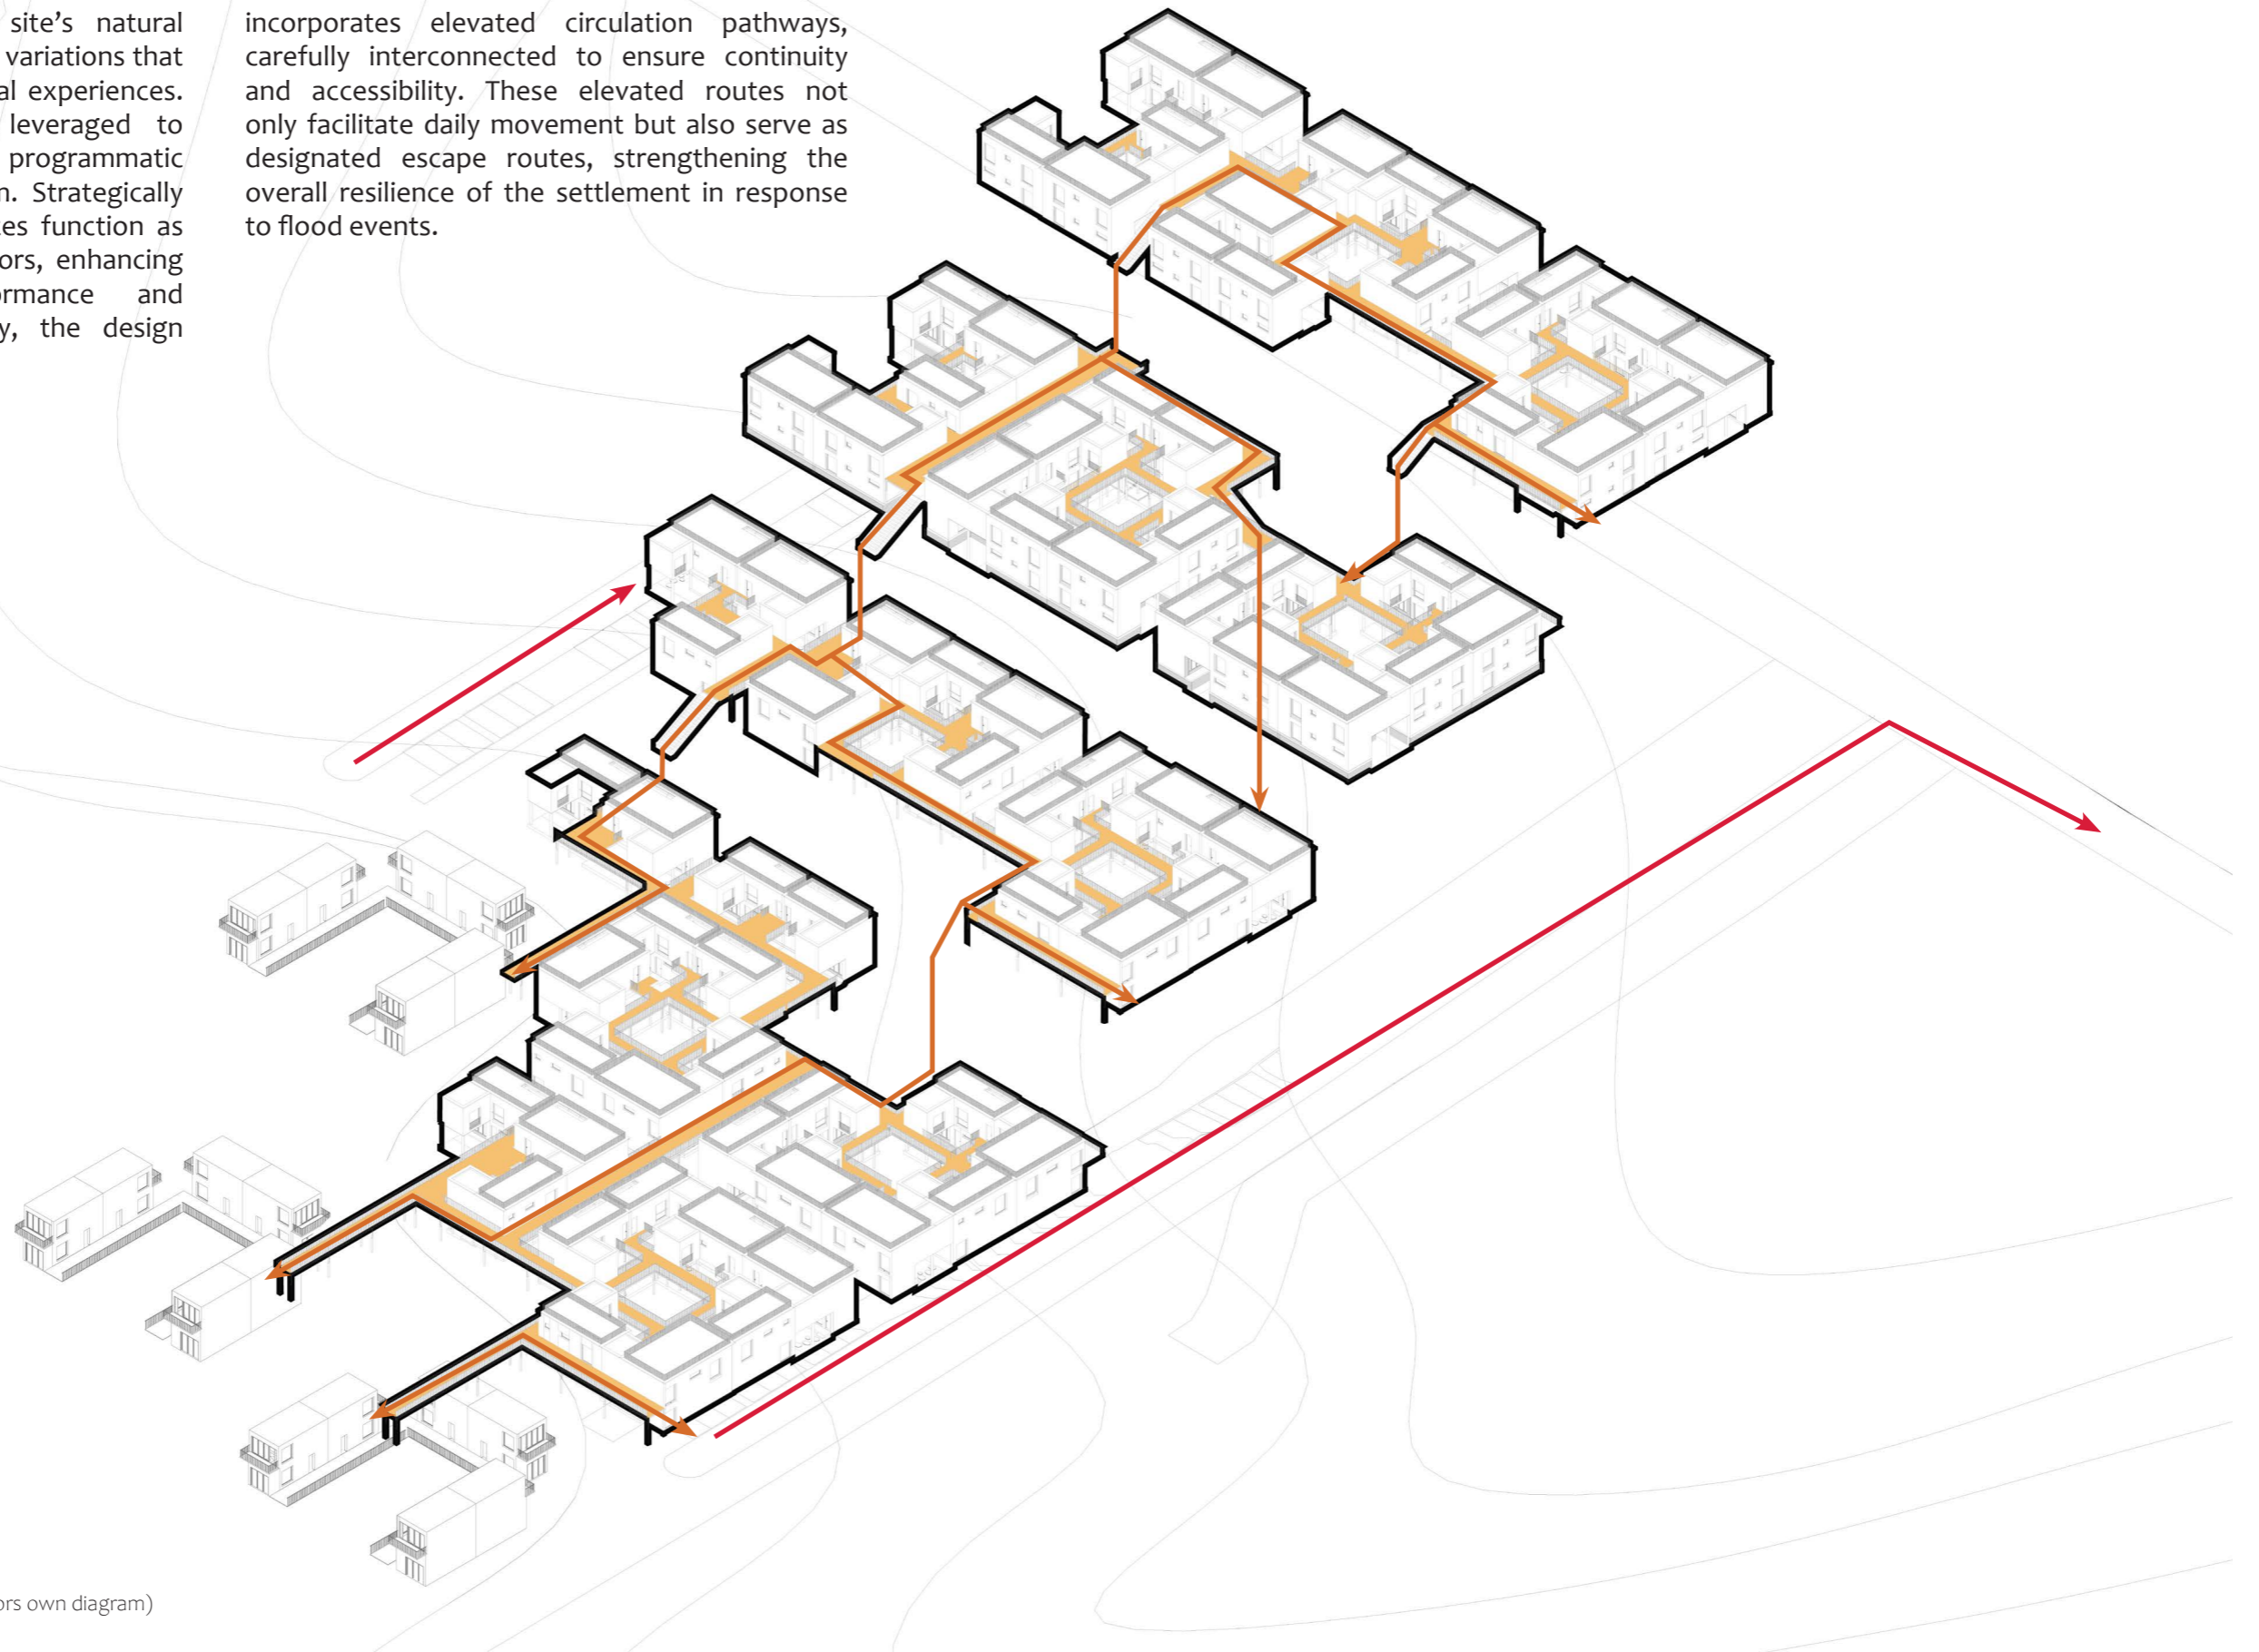 site's natural
variations that
al experiences.
leveraged to
programmatic
n. Strategically
es function as
ors, enhancing
ormance and
y, the design
incorporates elevated circulation pathways,
carefully interconnected to ensure continuity
and accessibility. These elevated routes not
only facilitate daily movement but also serve as
designated escape routes, strengthening the
overall resilience of the settlement in response
to flood events.
ors own diagram)